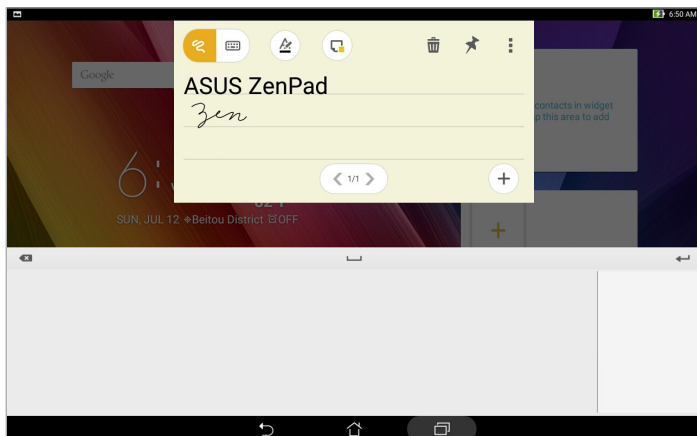 6:50 AM
ASUS ZenPad
Zen
1/1
Google
contacts in widget
p this area to add
6:
SUN, JUL 12 Beitou District OFF